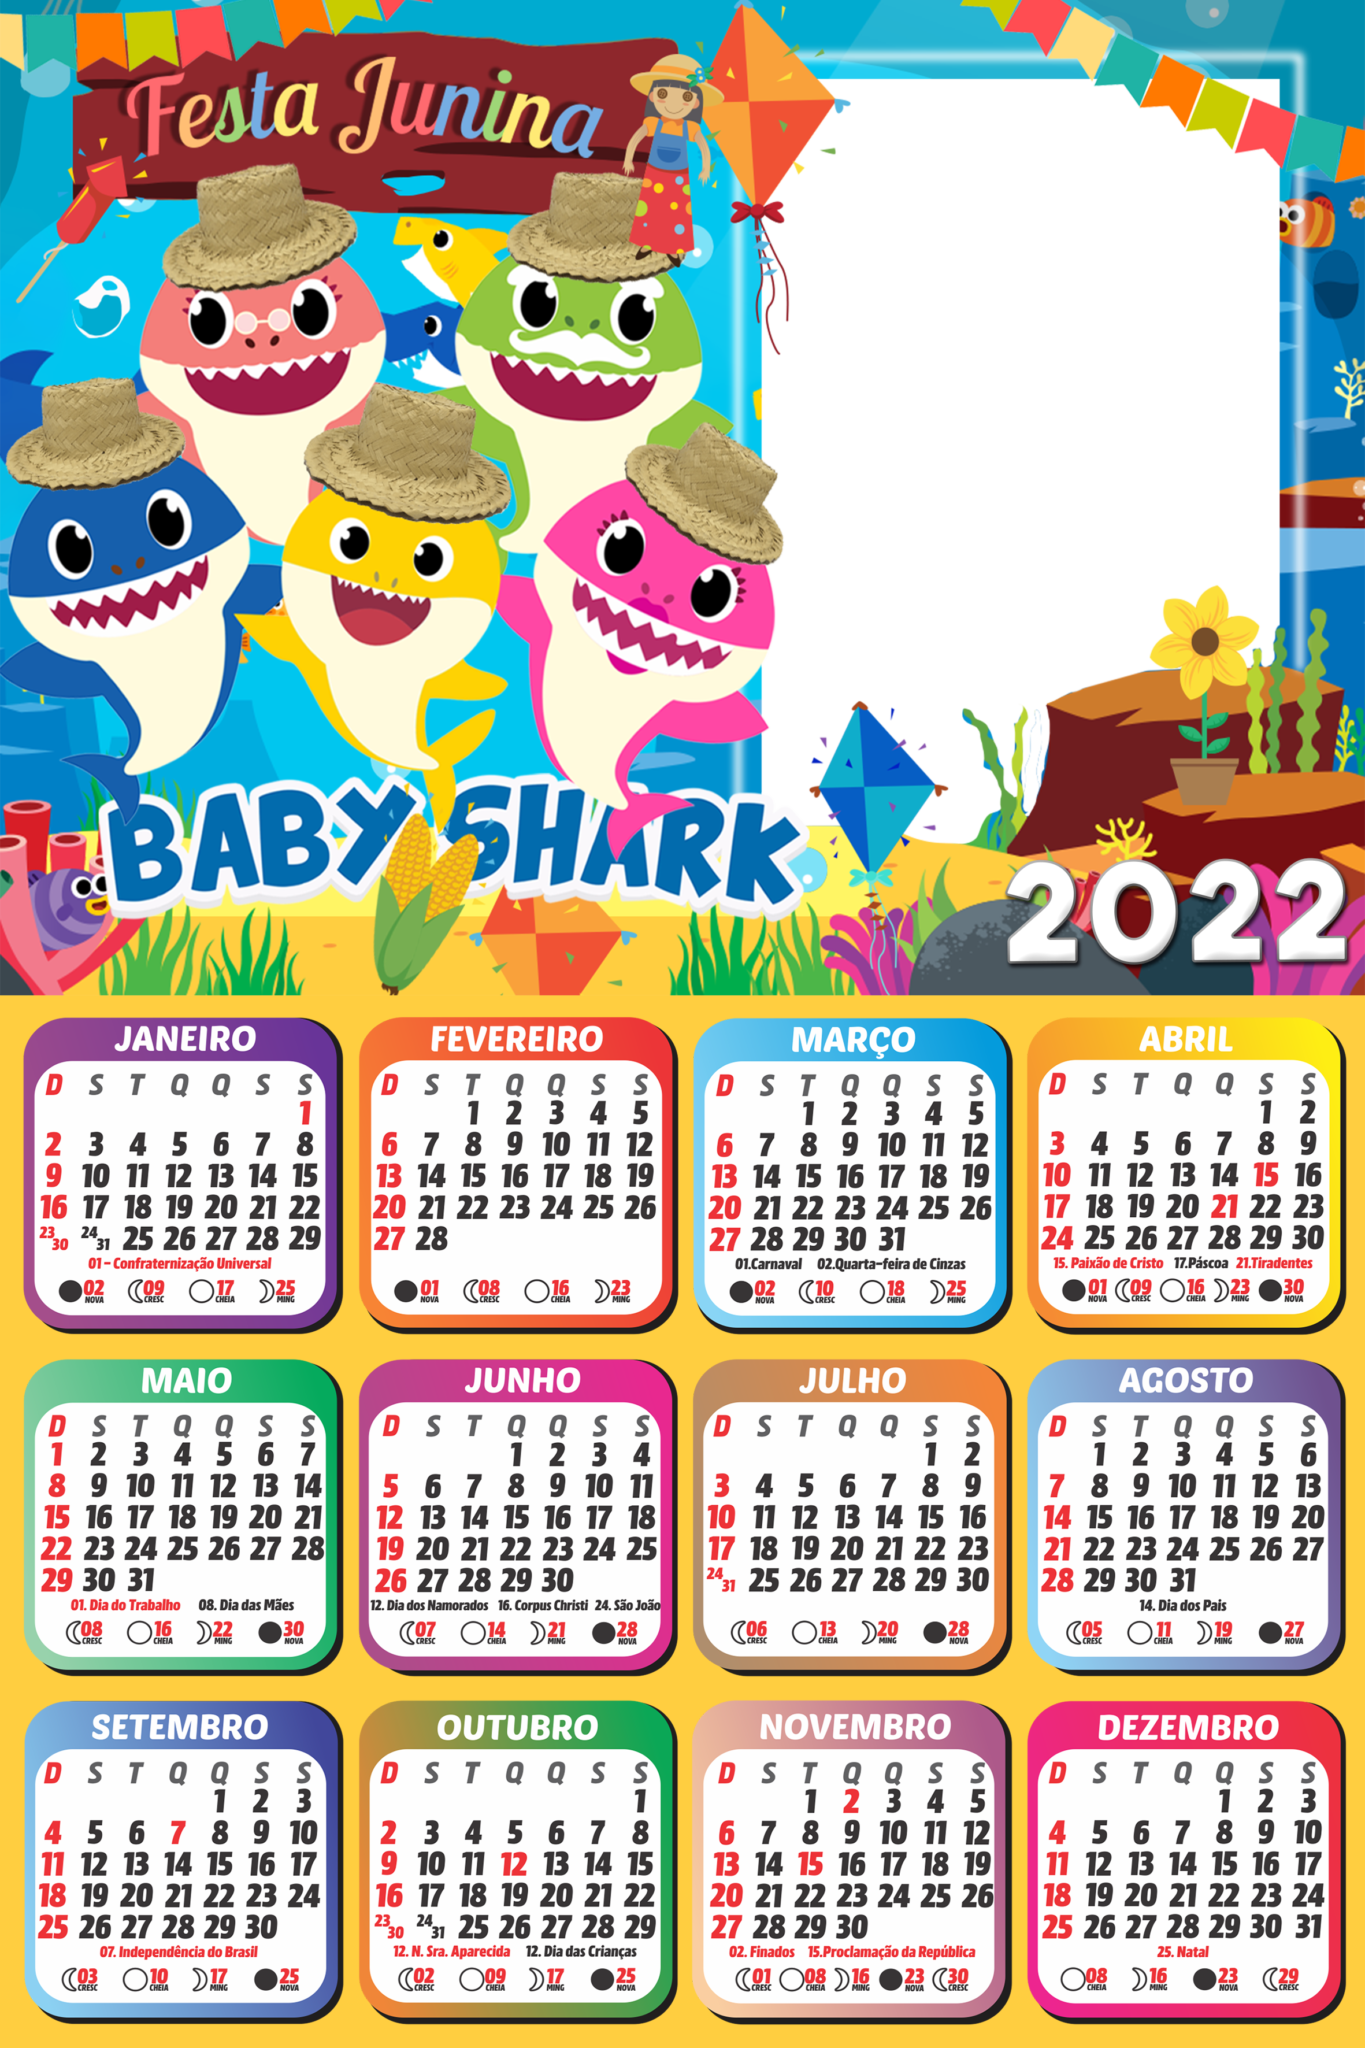 Festa Junina
BABY SHARK
2022
JANEIRO
D S T Q Q S S
1
2 3 4 5 6 7 8
9 10 11 12 13 14 15
16 17 18 19 20 21 22
23 30 24 31 25 26 27 28 29
01 - Confraternização Universal
02 NOVA 09 CRESC 17 CHEIA 25 MING
FEVEREIRO
D S T Q Q S S
1 2 3 4 5
6 7 8 9 10 11 12
13 14 15 16 17 18 19
20 21 22 23 24 25 26
27 28
01 NOVA 08 CRESC 16 CHEIA 23 MING
MARÇO
D S T Q Q S S
1 2 3 4 5
6 7 8 9 10 11 12
13 14 15 16 17 18 19
20 21 22 23 24 25 26
27 28 29 30 31
01.Carnaval 02.Quarta-feira de Cinzas
02 NOVA 10 CRESC 18 CHEIA 25 MING
ABRIL
D S T Q Q S S
1 2
3 4 5 6 7 8 9
10 11 12 13 14 15 16
17 18 19 20 21 22 23
24 25 26 27 28 29 30
15. Paixão de Cristo 17.Páscoa 21.Tiradentes
01 NOVA 09 CRESC 16 CHEIA 23 MING 30 NOVA
MAIO
D S T Q Q S S
1 2 3 4 5 6 7
8 9 10 11 12 13 14
15 16 17 18 19 20 21
22 23 24 25 26 27 28
29 30 31
01. Dia do Trabalho 08. Dia das Mães
08 CRESC 16 CHEIA 22 MING 30 NOVA
JUNHO
D S T Q Q S S
1 2 3 4
5 6 7 8 9 10 11
12 13 14 15 16 17 18
19 20 21 22 23 24 25
26 27 28 29 30
12. Dia dos Namorados 16. Corpus Christi 24. São João
07 CRESC 14 CHEIA 21 MING 28 NOVA
JULHO
D S T Q Q S S
1 2
3 4 5 6 7 8 9
10 11 12 13 14 15 16
17 18 19 20 21 22 23
24 31 25 26 27 28 29 30
06 CRESC 13 CHEIA 20 MING 28 NOVA
AGOSTO
D S T Q Q S S
1 2 3 4 5 6
7 8 9 10 11 12 13
14 15 16 17 18 19 20
21 22 23 24 25 26 27
28 29 30 31
14. Dia dos Pais
05 CRESC 11 CHEIA 19 MING 27 NOVA
SETEMBRO
D S T Q Q S S
1 2 3
4 5 6 7 8 9 10
11 12 13 14 15 16 17
18 19 20 21 22 23 24
25 26 27 28 29 30
07. Independência do Brasil
03 CRESC 10 CHEIA 17 MING 25 NOVA
OUTUBRO
D S T Q Q S S
1
2 3 4 5 6 7 8
9 10 11 12 13 14 15
16 17 18 19 20 21 22
23 30 24 31 25 26 27 28 29
12. N. Sra. Aparecida 12. Dia das Crianças
02 CRESC 09 CHEIA 17 MING 25 NOVA
NOVEMBRO
D S T Q Q S S
1 2 3 4 5
6 7 8 9 10 11 12
13 14 15 16 17 18 19
20 21 22 23 24 25 26
27 28 29 30
02. Finados 15.Proclamação da República
01 CRESC 08 CHEIA 16 MING 23 NOVA 30 CRESC
DEZEMBRO
D S T Q Q S S
1 2 3
4 5 6 7 8 9 10
11 12 13 14 15 16 17
18 19 20 21 22 23 24
25 26 27 28 29 30 31
25. Natal
08 CHEIA 16 MING 23 NOVA 29 CRESC